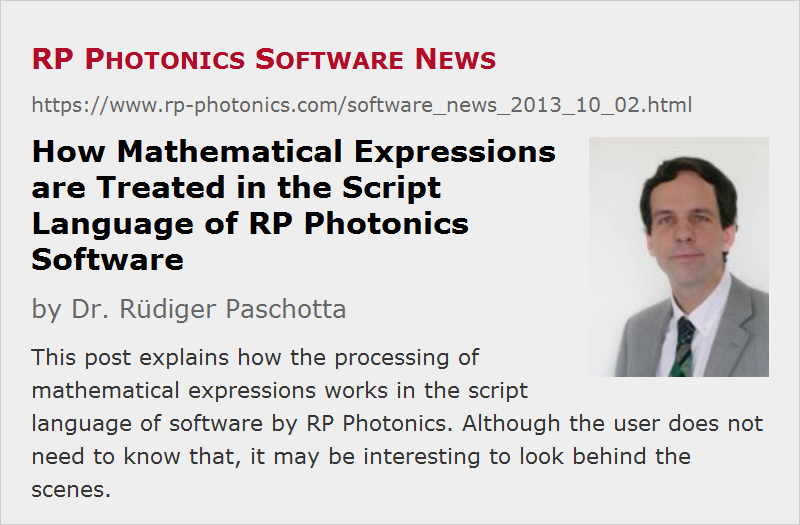 RP Photonics Software News
https://www.rp-photonics.com/software_news_2013_10_02.html
How Mathematical Expressions
are Treated in the Script
Language of RP Photonics
Software
by Dr. Rüdiger Paschotta
This post explains how the processing of
mathematical expressions works in the script
language of software by RP Photonics. Although the user does not
need to know that, it may be interesting to look behind the
scenes.